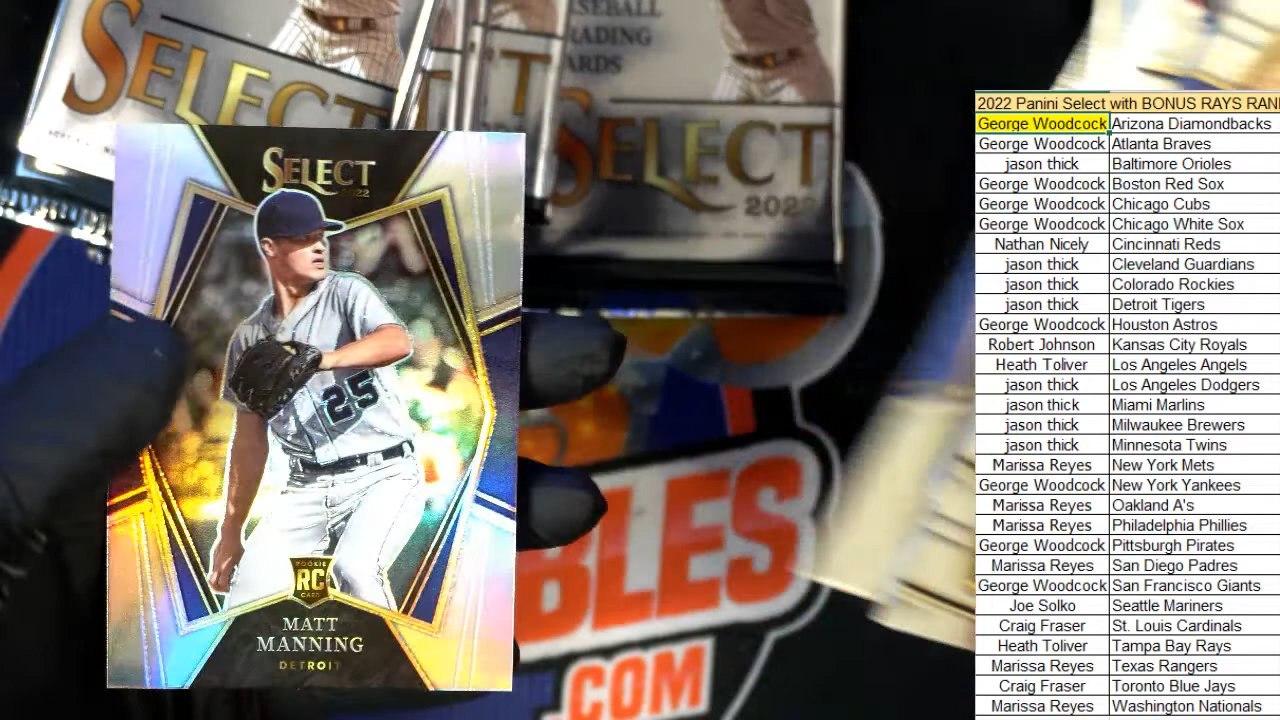 SELECT
SELECT
2022
TRADING
SELECT
2022
25
ROOKIE
RC
CARD
MATT
MANNING
DETROIT
BLES
.COM
2022 Panini Select with BONUS RAYS RAN
George Woodcock Arizona Diamondbacks
George Woodcock Atlanta Braves
jason thick Baltimore Orioles
George Woodcock Boston Red Sox
George Woodcock Chicago Cubs
George Woodcock Chicago White Sox
Nathan Nicely Cincinnati Reds
jason thick Cleveland Guardians
jason thick Colorado Rockies
jason thick Detroit Tigers
George Woodcock Houston Astros
Robert Johnson Kansas City Royals
Heath Toliver Los Angeles Angels
jason thick Los Angeles Dodgers
jason thick Miami Marlins
jason thick Milwaukee Brewers
jason thick Minnesota Twins
Marissa Reyes New York Mets
George Woodcock New York Yankees
Marissa Reyes Oakland A's
Marissa Reyes Philadelphia Phillies
George Woodcock Pittsburgh Pirates
Marissa Reyes San Diego Padres
George Woodcock San Francisco Giants
Joe Solko Seattle Mariners
Craig Fraser St. Louis Cardinals
Heath Toliver Tampa Bay Rays
Marissa Reyes Texas Rangers
Craig Fraser Toronto Blue Jays
Marissa Reyes Washington Nationals